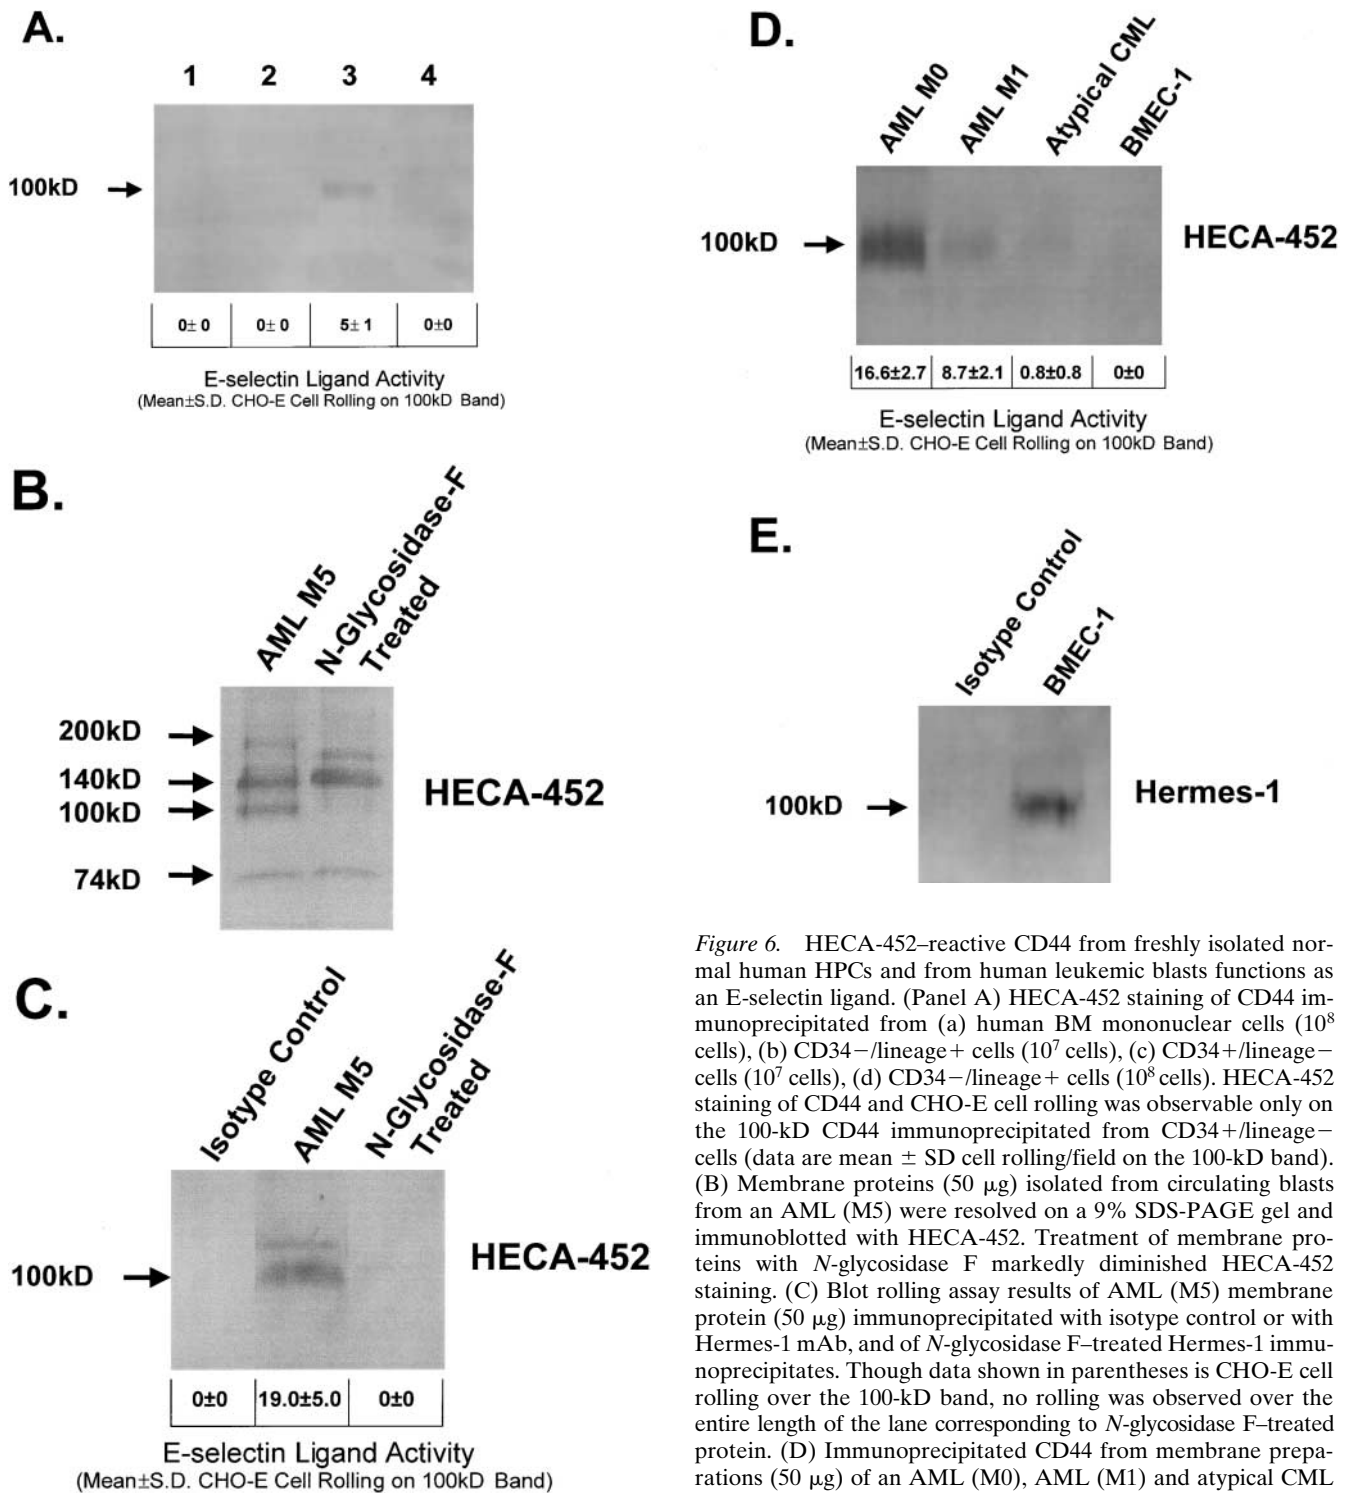 A.
1 2 3 4
100kD
0± 0 0± 0 5± 1 0±0
E-selectin Ligand Activity
(Mean±S.D. CHO-E Cell Rolling on 100kD Band)
B.
AML M5
N-Glycosidase-F
Treated
200kD
140kD
100kD
74kD
HECA-452
C.
Isotype Control
AML M5
N-Glycosidase-F
Treated
100kD
HECA-452
0±0 19.0±5.0 0±0
E-selectin Ligand Activity
(Mean±S.D. CHO-E Cell Rolling on 100kD Band)
D.
AML M0
AML M1
Atypical CML
BMEC-1
100kD
HECA-452
16.6±2.7 8.7±2.1 0.8±0.8 0±0
E-selectin Ligand Activity
(Mean±S.D. CHO-E Cell Rolling on 100kD Band)
E.
Isotype Control
BMEC-1
100kD
Hermes-1
Figure 6. HECA-452–reactive CD44 from freshly isolated nor-
mal human HPCs and from human leukemic blasts functions as
an E-selectin ligand. (Panel A) HECA-452 staining of CD44 im-
munoprecipitated from (a) human BM mononuclear cells (10⁸
cells), (b) CD34−/lineage+ cells (10⁷ cells), (c) CD34+/lineage−
cells (10⁷ cells), (d) CD34−/lineage+ cells (10⁸ cells). HECA-452
staining of CD44 and CHO-E cell rolling was observable only on
the 100-kD CD44 immunoprecipitated from CD34+/lineage−
cells (data are mean ± SD cell rolling/field on the 100-kD band).
(B) Membrane proteins (50 μg) isolated from circulating blasts
from an AML (M5) were resolved on a 9% SDS-PAGE gel and
immunoblotted with HECA-452. Treatment of membrane pro-
teins with N-glycosidase F markedly diminished HECA-452
staining. (C) Blot rolling assay results of AML (M5) membrane
protein (50 μg) immunoprecipitated with isotype control or with
Hermes-1 mAb, and of N-glycosidase F–treated Hermes-1 immu-
noprecipitates. Though data shown in parentheses is CHO-E cell
rolling over the 100-kD band, no rolling was observed over the
entire length of the lane corresponding to N-glycosidase F–treated
protein. (D) Immunoprecipitated CD44 from membrane prepa-
rations (50 μg) of an AML (M0), AML (M1) and atypical CML